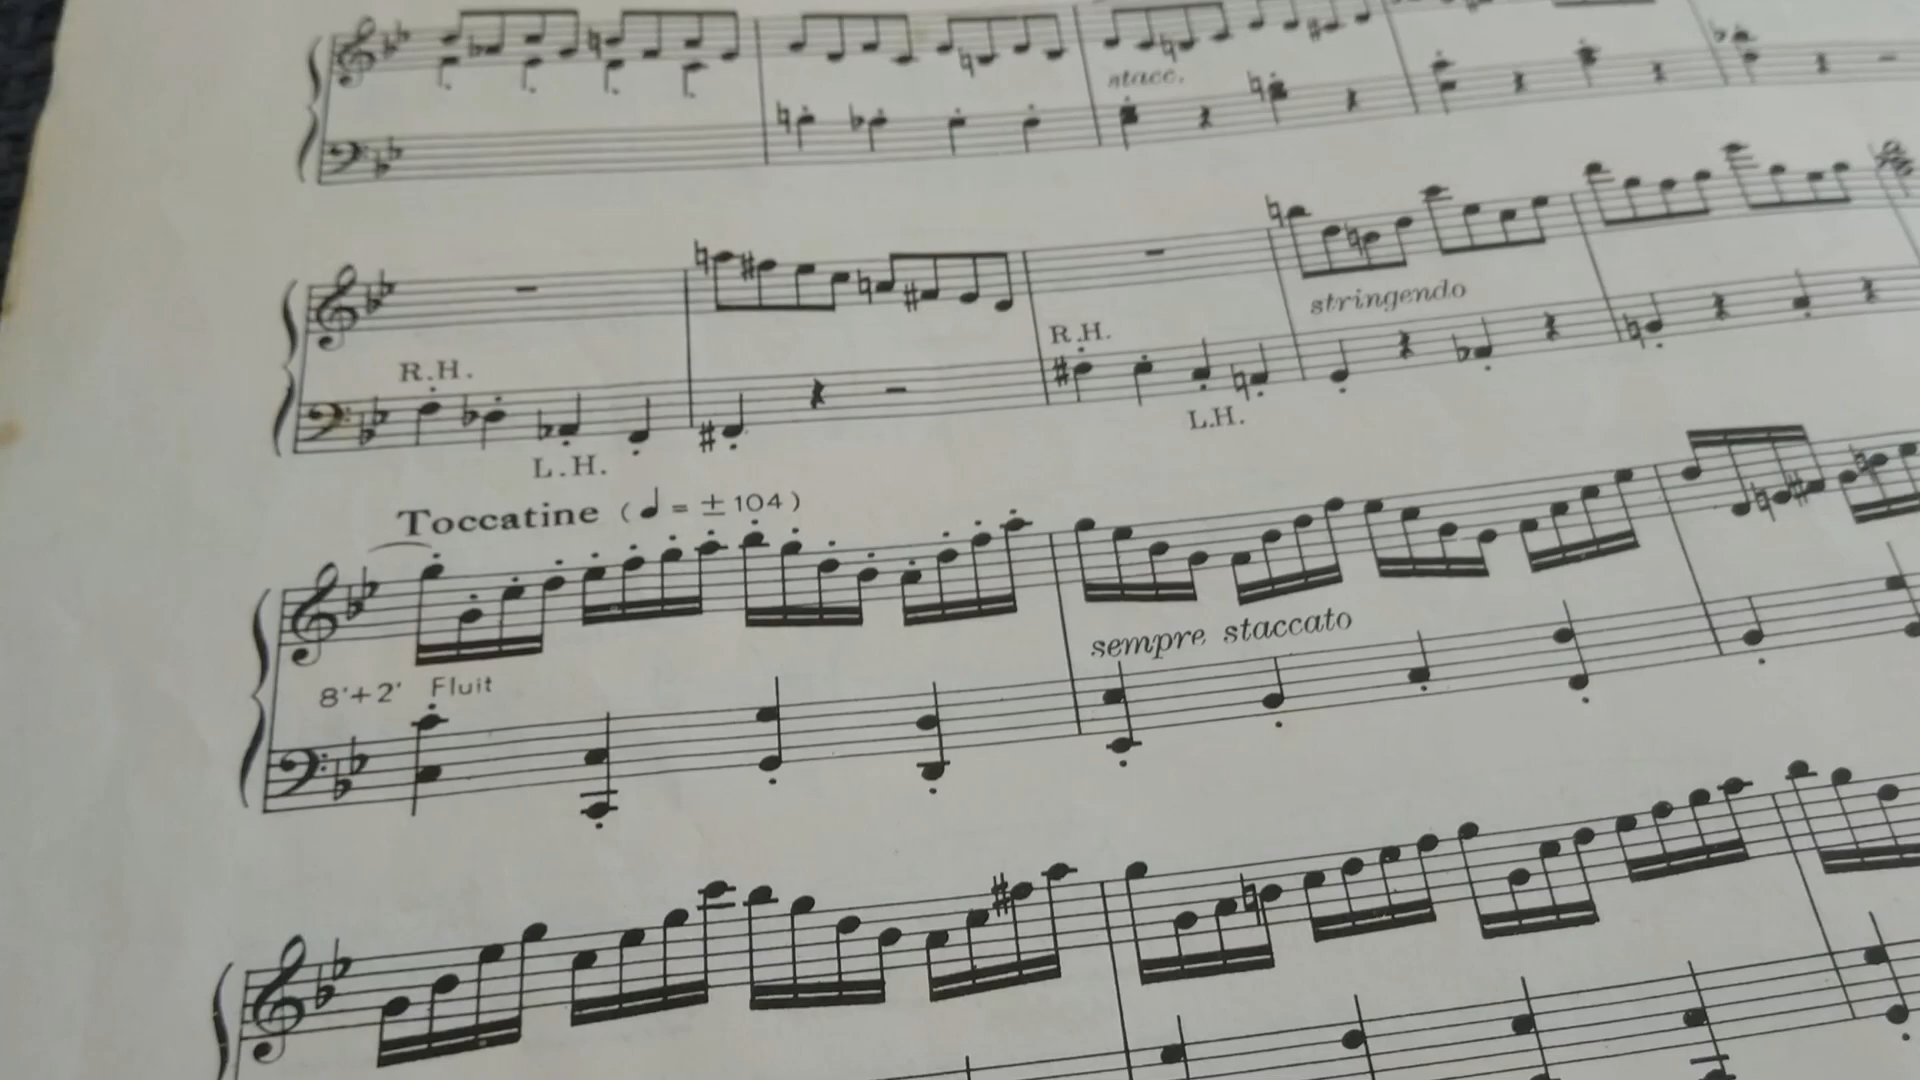 stacc.
stringendo
R.H.
R.H.
L.H.
L.H.
Toccatine (♩ = ± 104)
sempre staccato
8'+2' Fluit